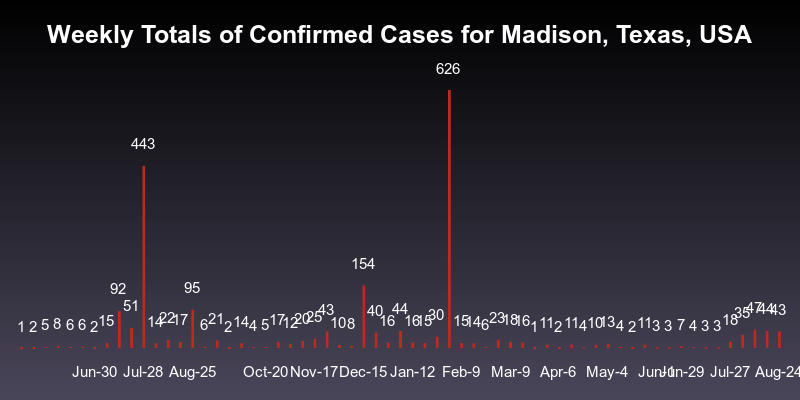 Weekly Totals of Confirmed Cases for Madison, Texas, USA
626
443
154
92 95
51 40 44 43 30 35 47 44 43
1 2 5 8 6 6 2 15 14 22 17 6 21 2 14 4 5 17 12 20 25 10 8 16 16 15 15 14 6 23 18 16 1 11 2 11 4 10 13 4 2 11 3 3 7 4 3 3 18
Jun-30 Jul-28 Aug-25 Oct-20 Nov-17 Dec-15 Jan-12 Feb-9 Mar-9 Apr-6 May-4 Jun-1 Jun-29 Jul-27 Aug-24